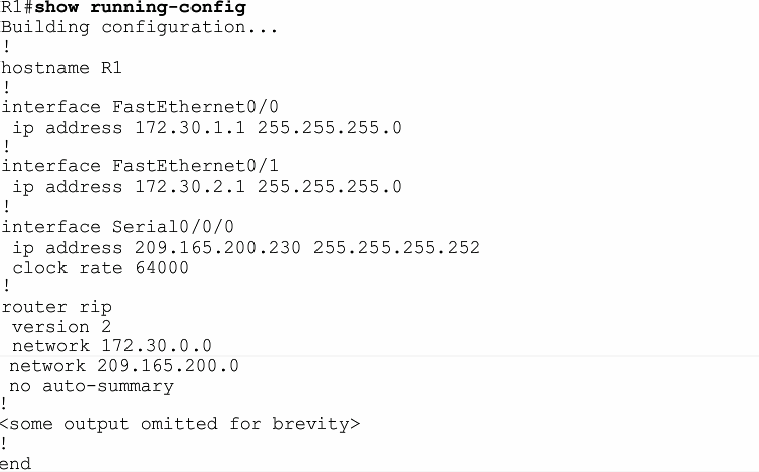 R1#show running-config
Building configuration...
!
hostname R1
!
interface FastEthernet0/0
ip address 172.30.1.1 255.255.255.0
!
interface FastEthernet0/1
ip address 172.30.2.1 255.255.255.0
!
interface Serial0/0/0
ip address 209.165.200.230 255.255.255.252
clock rate 64000
!
router rip
version 2
network 172.30.0.0
network 209.165.200.0
no auto-summary
!
<some output omitted for brevity>
!
end